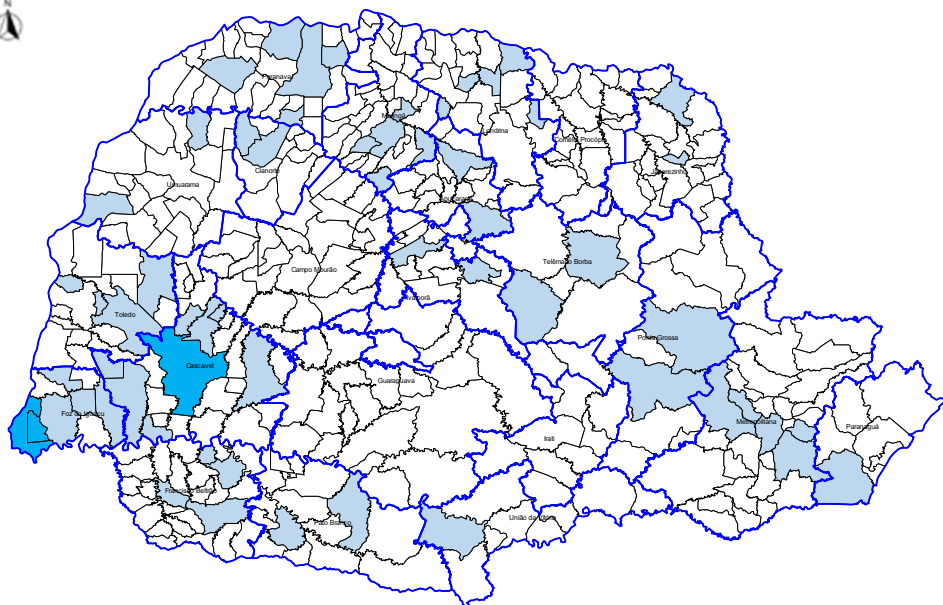 N
Paranavaí
Maringá
Londrina
Cornélio Procópio
Jacarezinho
Umuarama
Cianorte
Apucarana
Campo Mourão
Telêmaco Borba
Ivaiporã
Toledo
Ponta Grossa
Cascavel
Guarapuava
Foz do Iguaçu
Metropolitana
Paranaguá
Irati
Francisco Beltrão
Pato Branco
União da Vitória